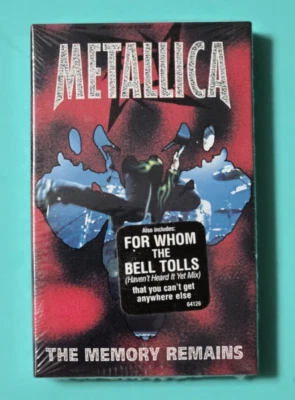 METALLICA
Also includes:
FOR WHOM
THE
BELL TOLLS
(Haven't Heard It Yet Mix)
that you can't get
anywhere else
64126
THE MEMORY REMAINS